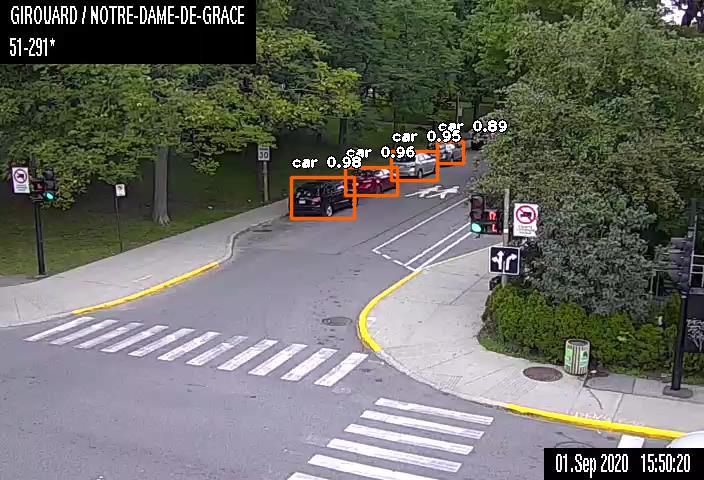 GIROUARD / NOTRE-DAME-DE-GRACE
51-291*
car 0.98
car 0.96
car 0.95
car 0.89
30
01.Sep 2020 15:50:20